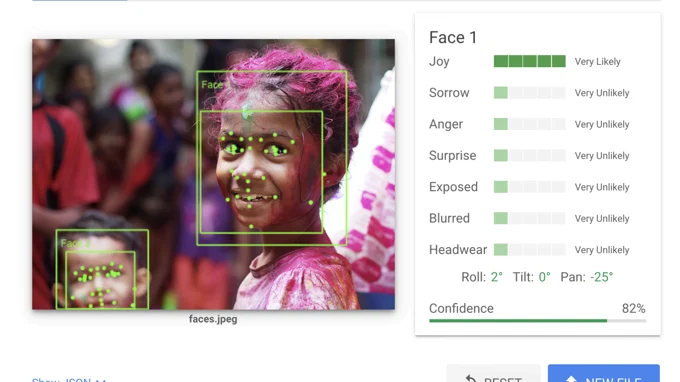 Face 1
Joy Very Likely
Sorrow Very Unlikely
Anger Very Unlikely
Surprise Very Unlikely
Exposed Very Unlikely
Blurred Very Unlikely
Headwear Very Unlikely
Roll: 2° Tilt: 0° Pan: -25°
Confidence 82%
Face
Face
faces.jpeg
Show JSON
RESET
NEW FILE